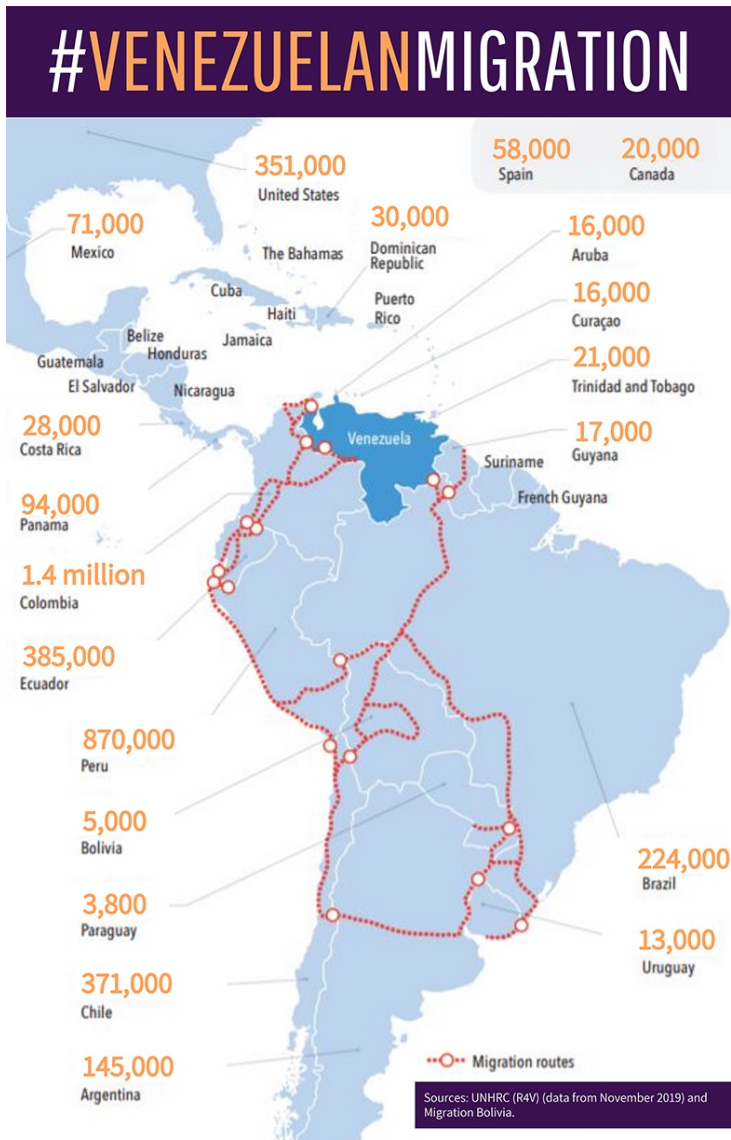 #VENEZUELANMIGRATION
351,000
United States
58,000
Spain
20,000
Canada
71,000
Mexico
30,000
Dominican
Republic
16,000
Aruba
The Bahamas
Cuba
Haiti
Puerto
Rico
16,000
Curaçao
Jamaica
Belize
Honduras
Guatemala
El Salvador
Nicaragua
21,000
Trinidad and Tobago
28,000
Costa Rica
Venezuela
17,000
Guyana
Suriname
French Guyana
94,000
Panama
1.4 million
Colombia
385,000
Ecuador
870,000
Peru
5,000
Bolivia
3,800
Paraguay
224,000
Brazil
13,000
Uruguay
371,000
Chile
145,000
Argentina
Migration routes
Sources: UNHRC (R4V) (data from November 2019) and
Migration Bolivia.